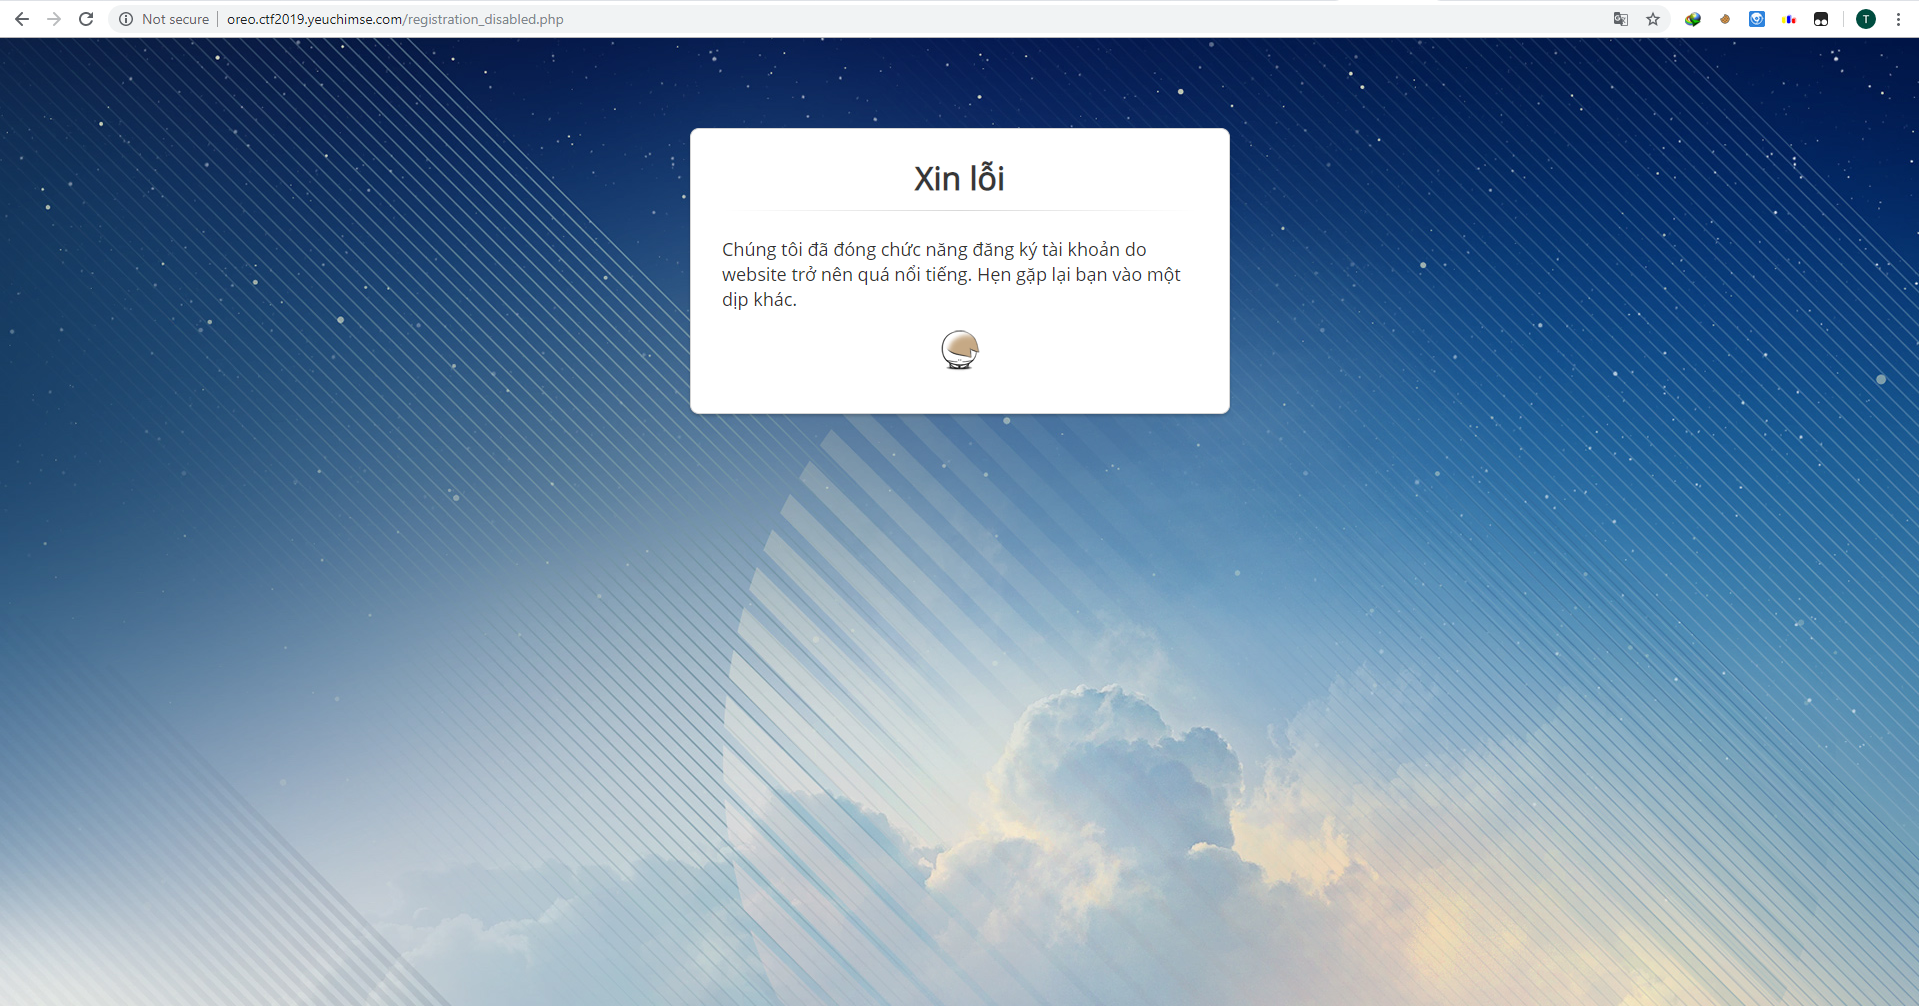 Not secure
oreo.ctf2019.yeuchimse.com/registration_disabled.php
T
Xin lỗi
Chúng tôi đã đóng chức năng đăng ký tài khoản do
website trở nên quá nổi tiếng. Hẹn gặp lại bạn vào một
dịp khác.